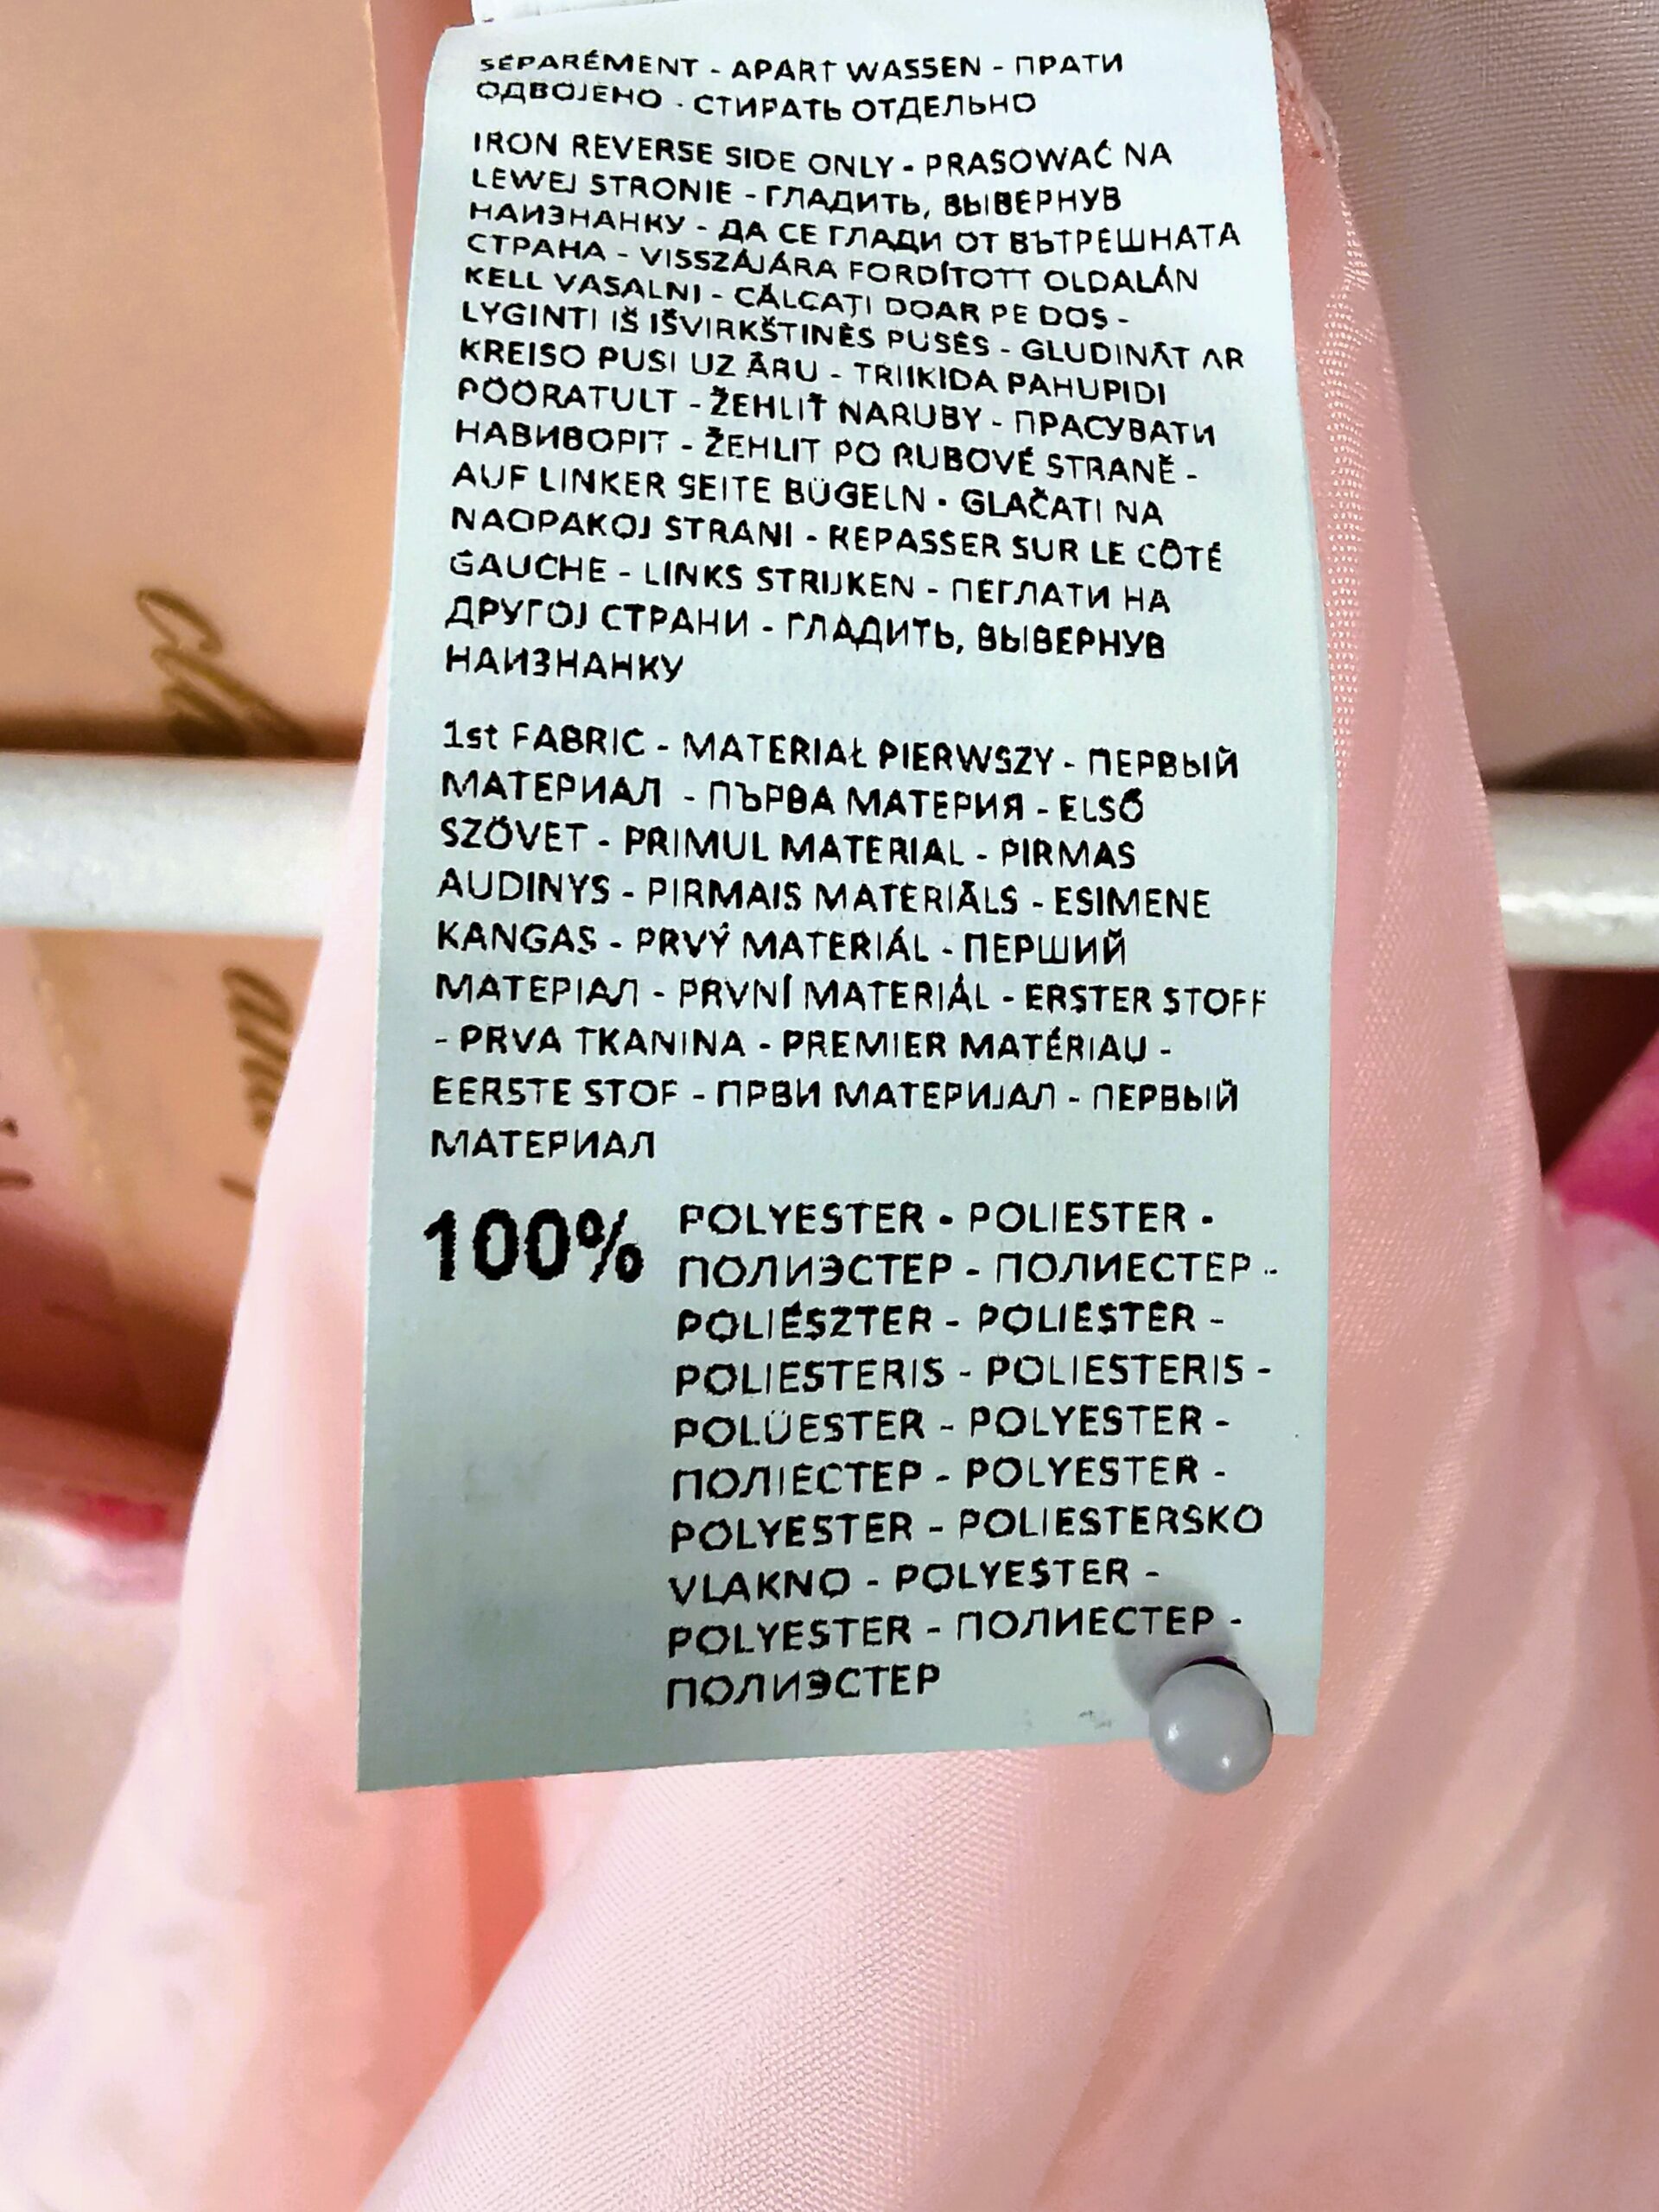 SÉPARÉMENT - APART WASSEN - ПРАТИ
ОДВОЈЕНО - СТИРАТЬ ОТДЕЛЬНО
IRON REVERSE SIDE ONLY - PRASOWAĆ NA
LEWEJ STRONIE - ГЛАДИТЬ, ВЫВЕРНУВ
НАИЗНАНКУ - ДА СЕ ГЛАДИ ОТ ВЪТРЕШНАТА
СТРАНА - VISSZÁJÁRA FORDÍTOTT OLDALÁN
KELL VASALNI - CĂLCAȚI DOAR PE DOS -
LYGINTI IŠ IŠVIRKŠTINĖS PUSĖS - GLUDINĀT AR
KREISO PUSI UZ ĀRU - TRIIKIDA PAHUPIDI
PÖÖRATULT - ŽEHLIŤ NARUBY - ПРАСУВАТИ
НАВИВОРІТ - ŽEHLIT PO RUBOVÉ STRANĚ -
AUF LINKER SEITE BÜGELN - GLAČATI NA
NAOPAKOJ STRANI - REPASSER SUR LE CÔTÉ
GAUCHE - LINKS STRIJKEN - ПЕГЛАТИ НА
ДРУГОЈ СТРАНИ - ГЛАДИТЬ, ВЫВЕРНУВ
НАИЗНАНКУ
1st FABRIC - MATERIAŁ PIERWSZY - ПЕРВЫЙ
МАТЕРИАЛ - ПЪРВА МАТЕРИЯ - ELSŐ
SZÖVET - PRIMUL MATERIAL - PIRMAS
AUDINYS - PIRMAIS MATERIĀLS - ESIMENE
KANGAS - PRVÝ MATERIÁL - ПЕРШИЙ
МАТЕРІАЛ - PRVNÍ MATERIÁL - ERSTER STOFF
- PRVA TKANINA - PREMIER MATÉRIAU -
EERSTE STOF - ПРВИ МАТЕРИЈАЛ - ПЕРВЫЙ
МАТЕРИАЛ
100% POLYESTER - POLIESTER -
ПОЛИЭСТЕР - ПОЛИЕСТЕР -
POLIÉSZTER - POLIESTER -
POLIESTERIS - POLIESTERIS -
POLÜESTER - POLYESTER -
ПОЛІЕСТЕР - POLYESTER -
POLYESTER - POLIESTERSKO
VLAKNO - POLYESTER -
POLYESTER - ПОЛИЕСТЕР -
ПОЛИЭСТЕР